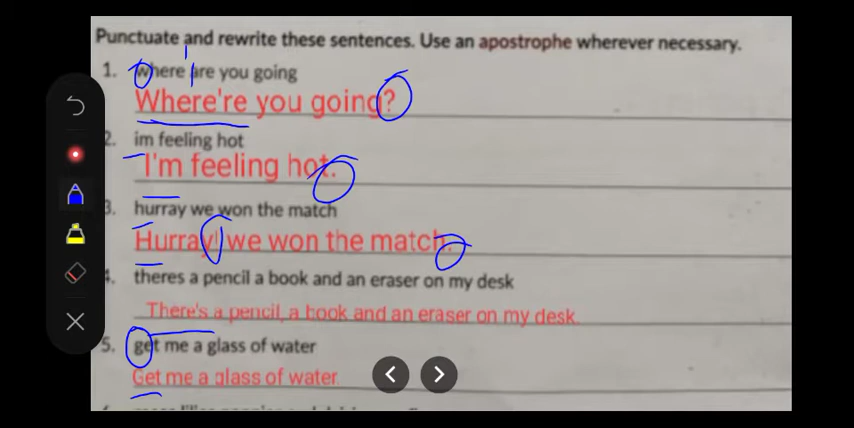 Punctuate and rewrite these sentences. Use an apostrophe wherever necessary.
1. where are you going
Where're you going?
2. im feeling hot
I'm feeling hot.
3. hurray we won the match
Hurray! we won the match.
4. theres a pencil a book and an eraser on my desk
There's a pencil, a book and an eraser on my desk.
5. get me a glass of water
Get me a glass of water.